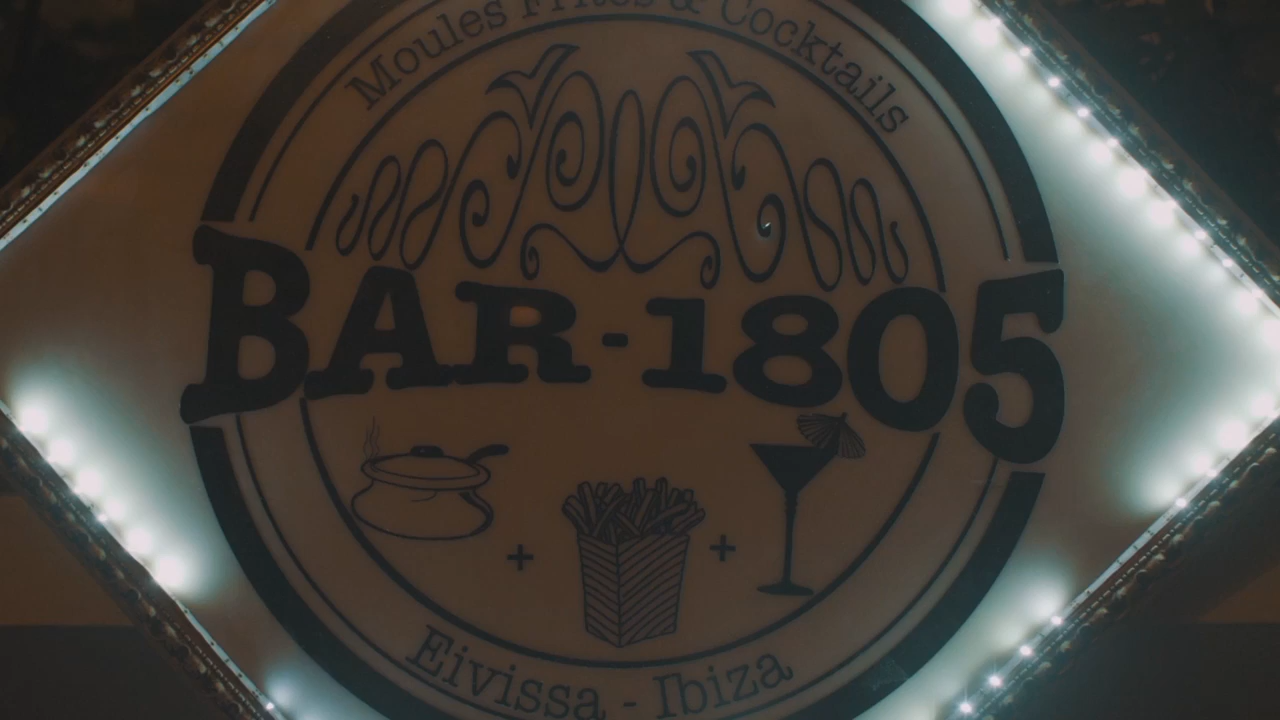 Moules Frites & Cocktails
BAR-1805
+ +
Eivissa - Ibiza